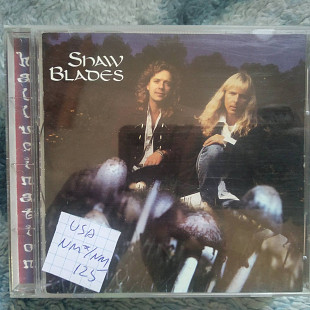 Shaw
Blades
hallucination
USA
NM*/NM
125